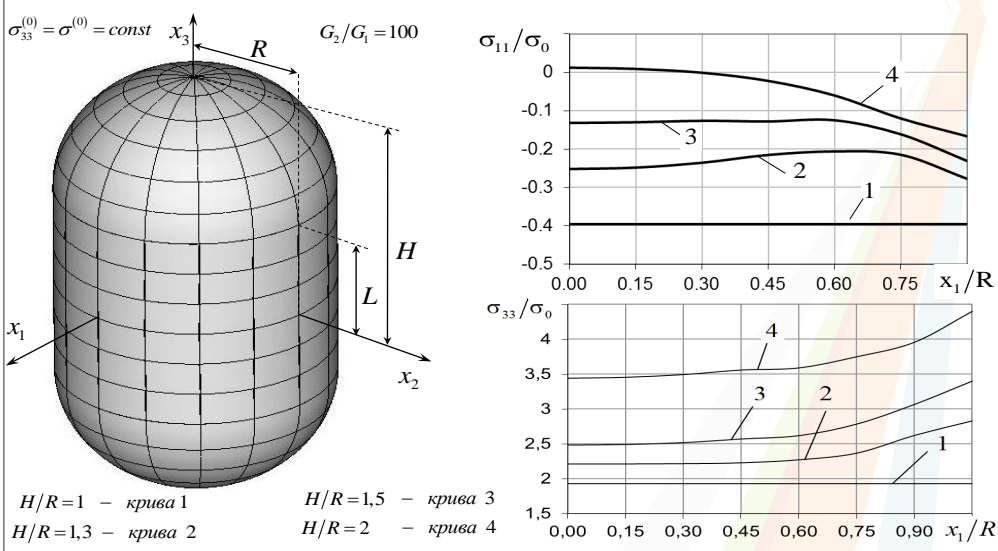 σ₃₃⁽⁰⁾ = σ⁽⁰⁾ = const
x₃
G₂/G₁ = 100
R
H
L
x₁
x₂
H/R=1 – крива 1
H/R=1,3 – крива 2
H/R=1,5 – крива 3
H/R=2 – крива 4
σ₁₁/σ₀
0
-0.1
-0.2
-0.3
-0.4
-0.5
4
3
2
1
0.00 0.15 0.30 0.45 0.60 0.75 x₁/R
σ₃₃/σ₀
4
3,5
3
2,5
2
1,5
4
3
2
1
0,00 0,15 0,30 0,45 0,60 0,75 0,90 x₁/R